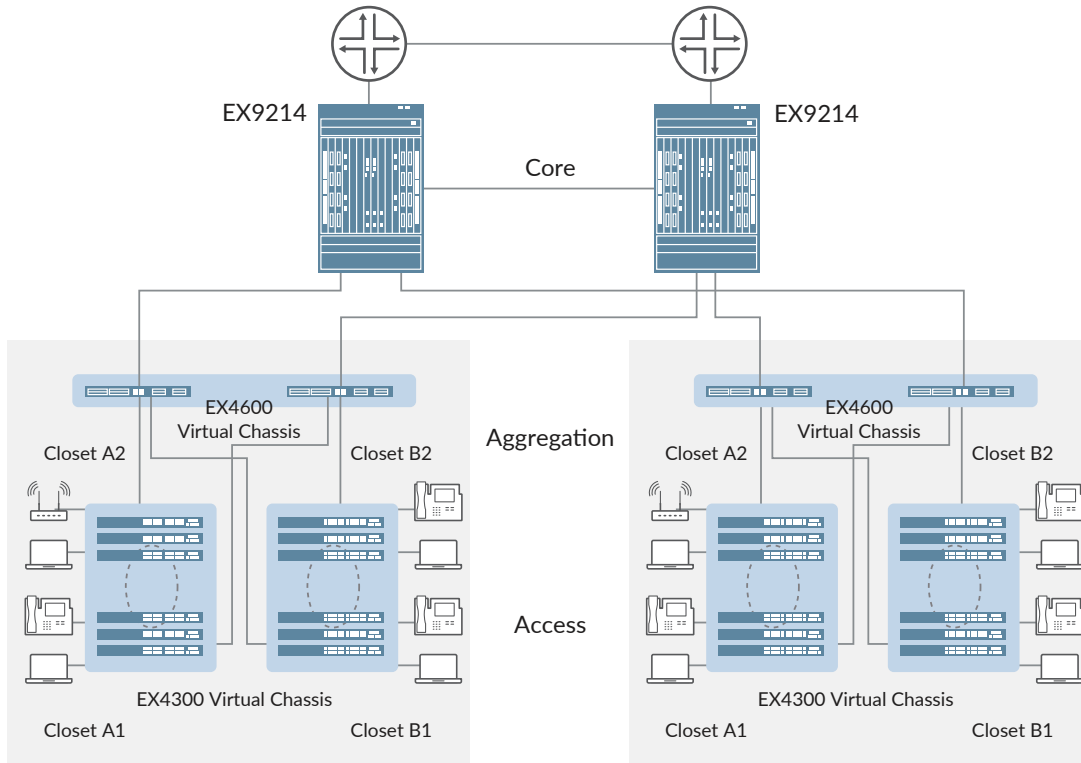 EX9214
EX9214
Core
EX4600
Virtual Chassis
Closet A2
Closet B2
Aggregation
EX4600
Virtual Chassis
Closet A2
Closet B2
Access
EX4300 Virtual Chassis
Closet A1
Closet B1
EX4300 Virtual Chassis
Closet A1
Closet B1